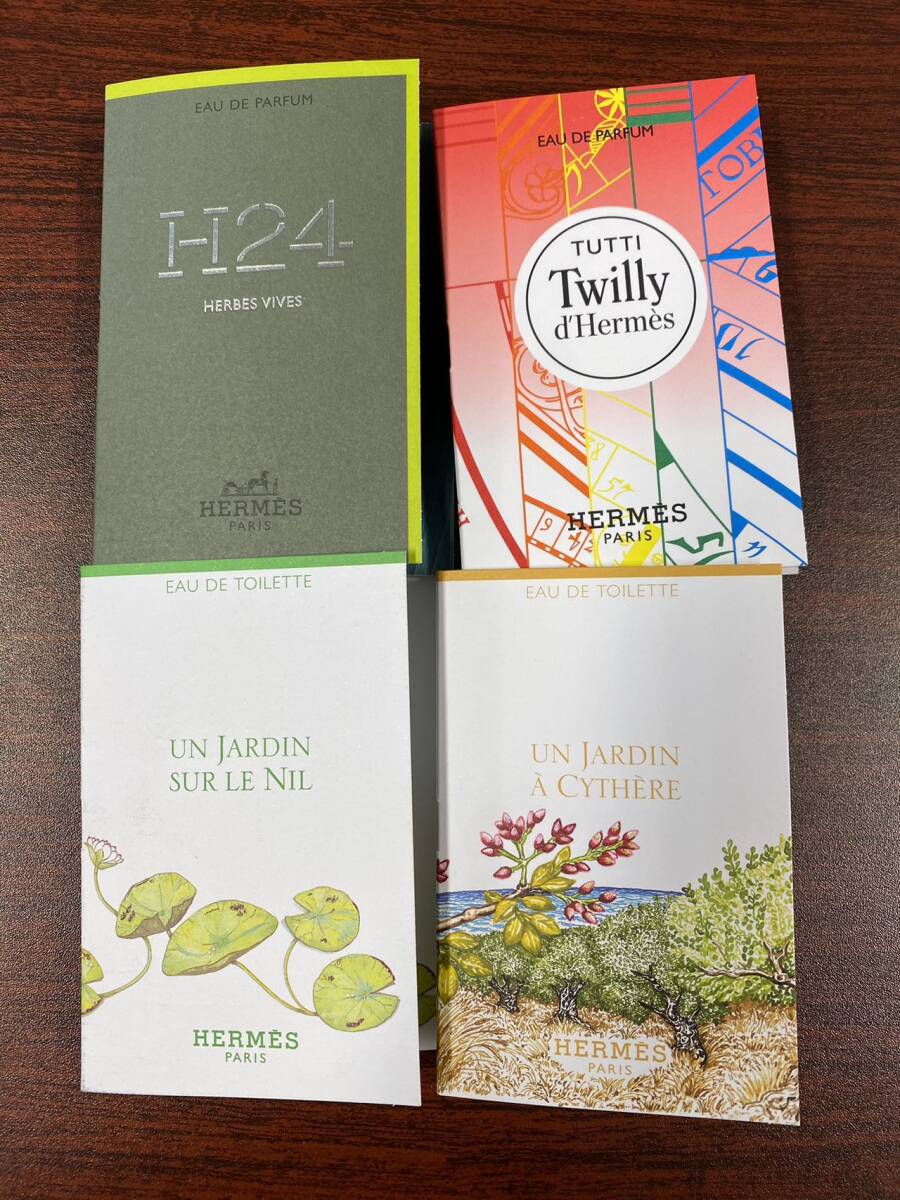 EAU DE PARFUM
H24
HERBES VIVES
HERMÈS
PARIS
EAU DE PARFUM
TUTTI
Twilly
d'Hermès
HERMÈS
PARIS
EAU DE TOILETTE
UN JARDIN
SUR LE NIL
HERMÈS
PARIS
EAU DE TOILETTE
UN JARDIN
À CYTHÈRE
HERMÈS
PARIS